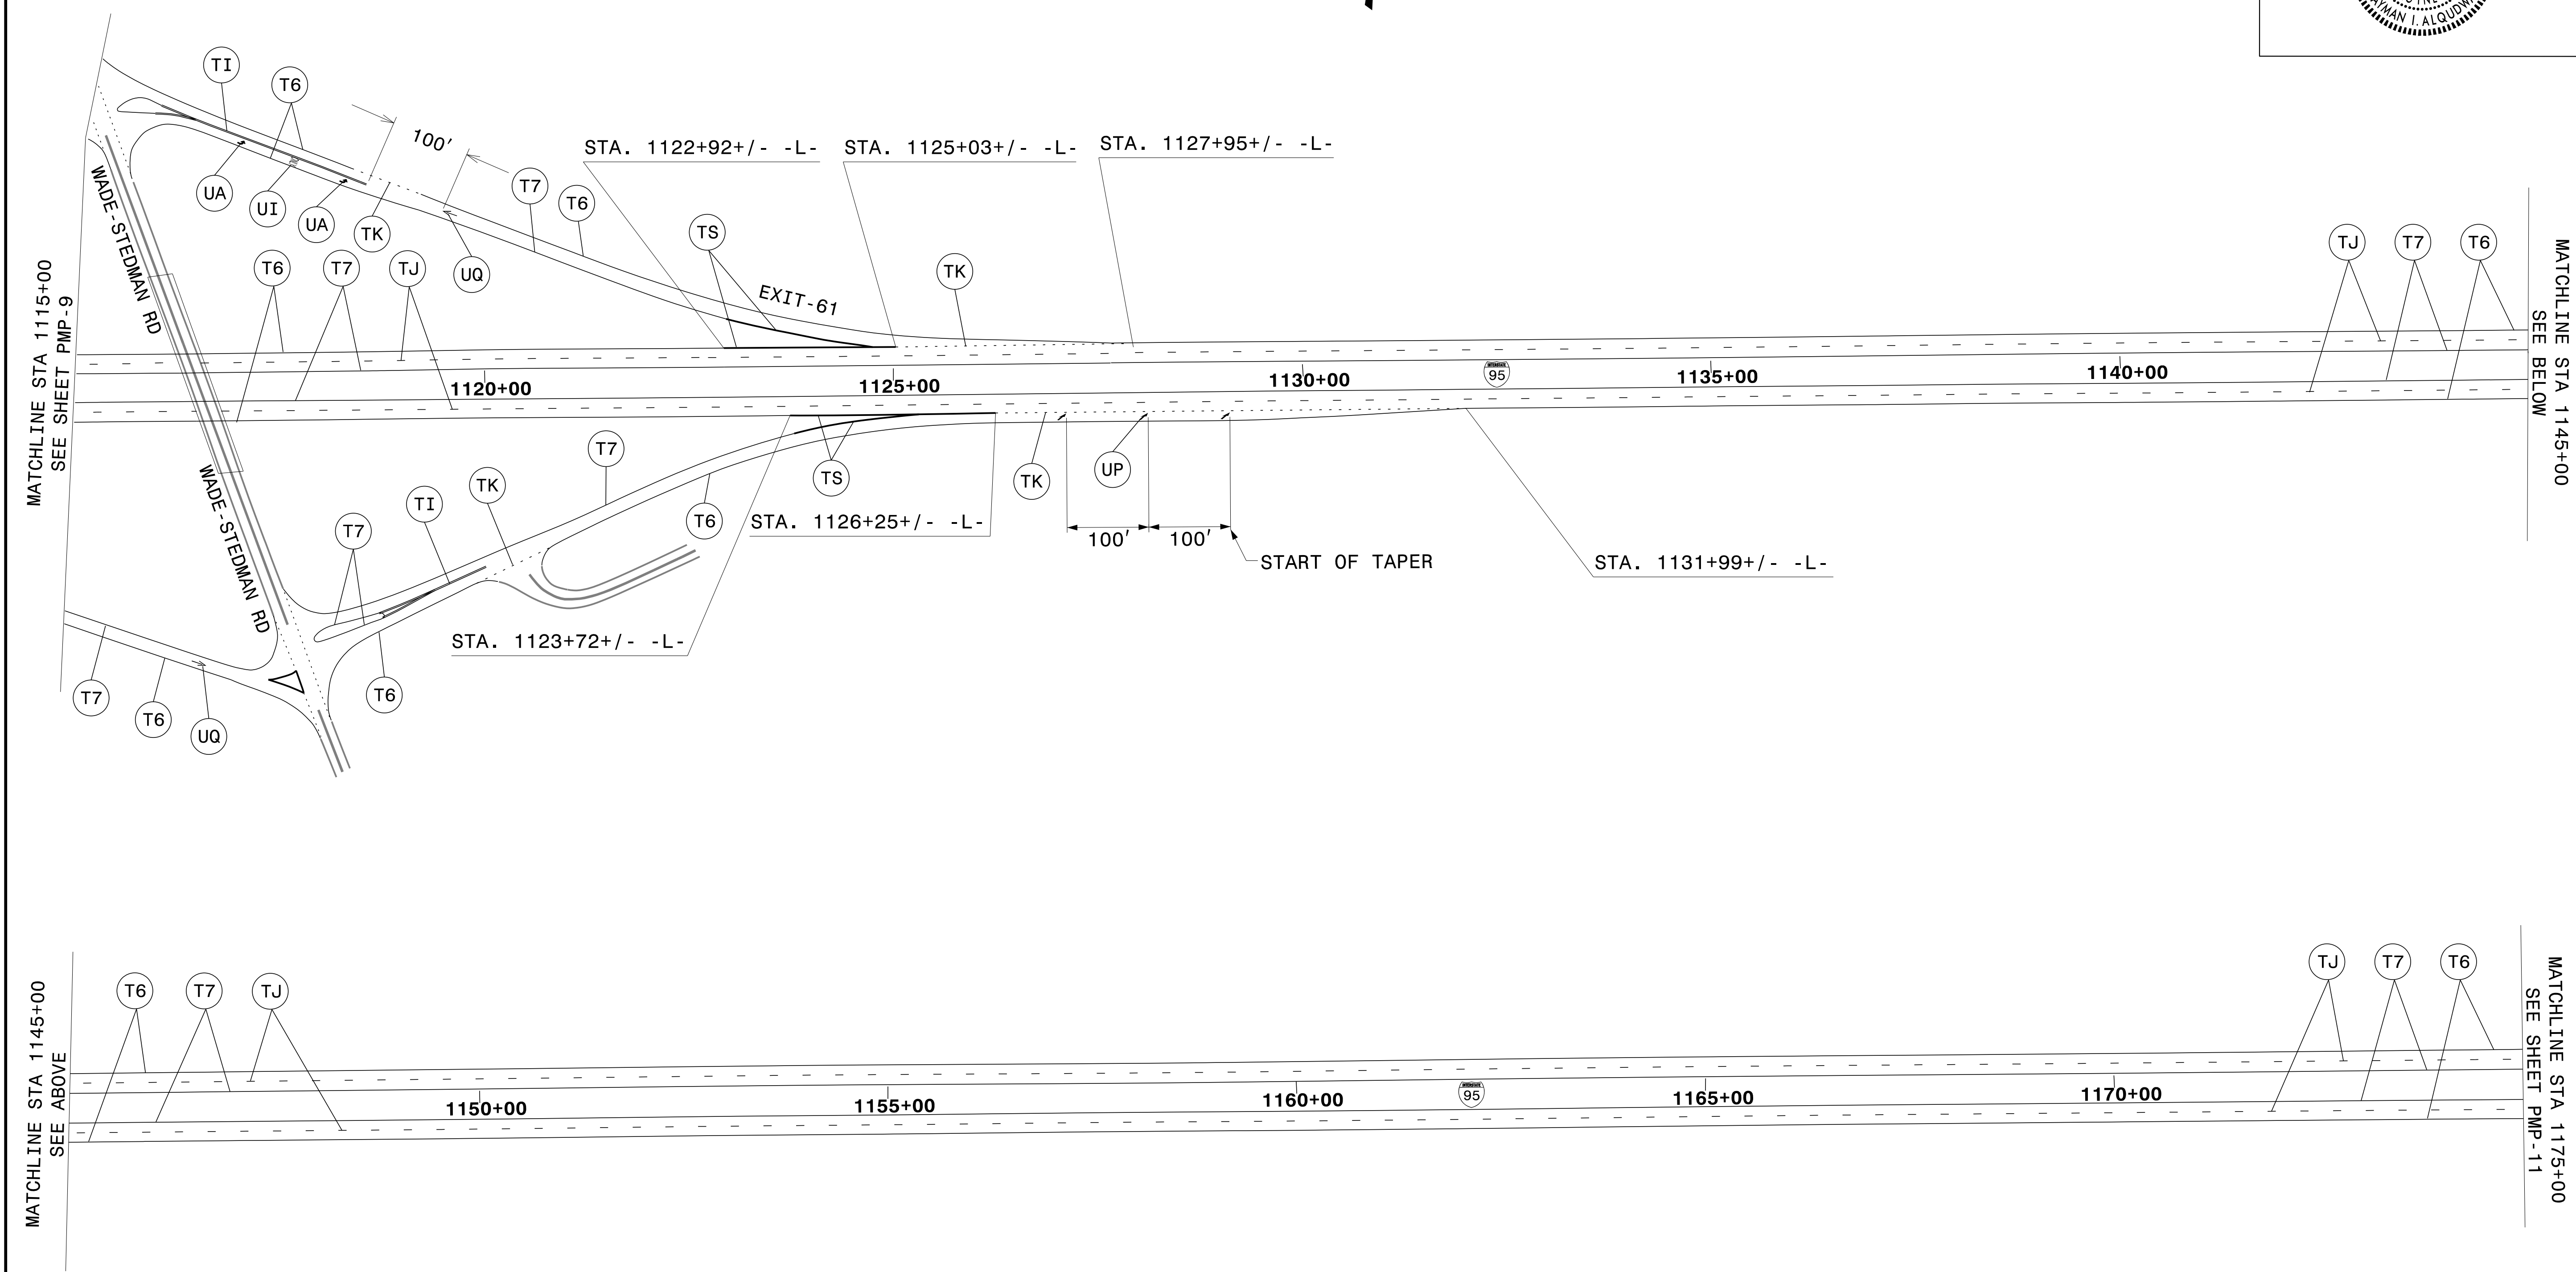 AYMAN I. ALQUDWA
TI
T6
100'
UA
UI
UA
TK
T7
T6
UQ
STA. 1122+92+/- -L-
STA. 1125+03+/- -L-
STA. 1127+95+/- -L-
TS
TK
EXIT-61
WADE-STEDMAN RD
T6
T7
TJ
TJ
T7
T6
MATCHLINE STA 1115+00
SEE SHEET PMP-9
MATCHLINE STA 1145+00
SEE BELOW
1120+00
1125+00
1130+00
INTERSTATE
95
1135+00
1140+00
WADE-STEDMAN RD
T7
TI
TK
T7
T6
TS
STA. 1126+25+/- -L-
TK
UP
100'
100'
START OF TAPER
STA. 1131+99+/- -L-
STA. 1123+72+/- -L-
T7
T6
UQ
T6
MATCHLINE STA 1145+00
SEE ABOVE
T6
T7
TJ
TJ
T7
T6
1150+00
1155+00
1160+00
INTERSTATE
95
1165+00
1170+00
MATCHLINE STA 1175+00
SEE SHEET PMP-11